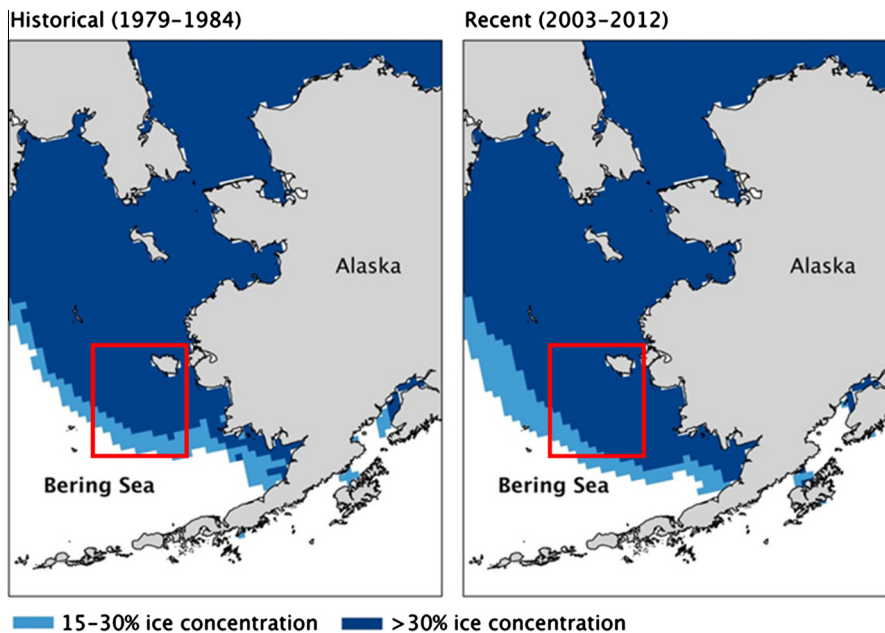 Historical (1979–1984)
Recent (2003–2012)
Alaska
Alaska
Bering Sea
Bering Sea
15–30% ice concentration
>30% ice concentration